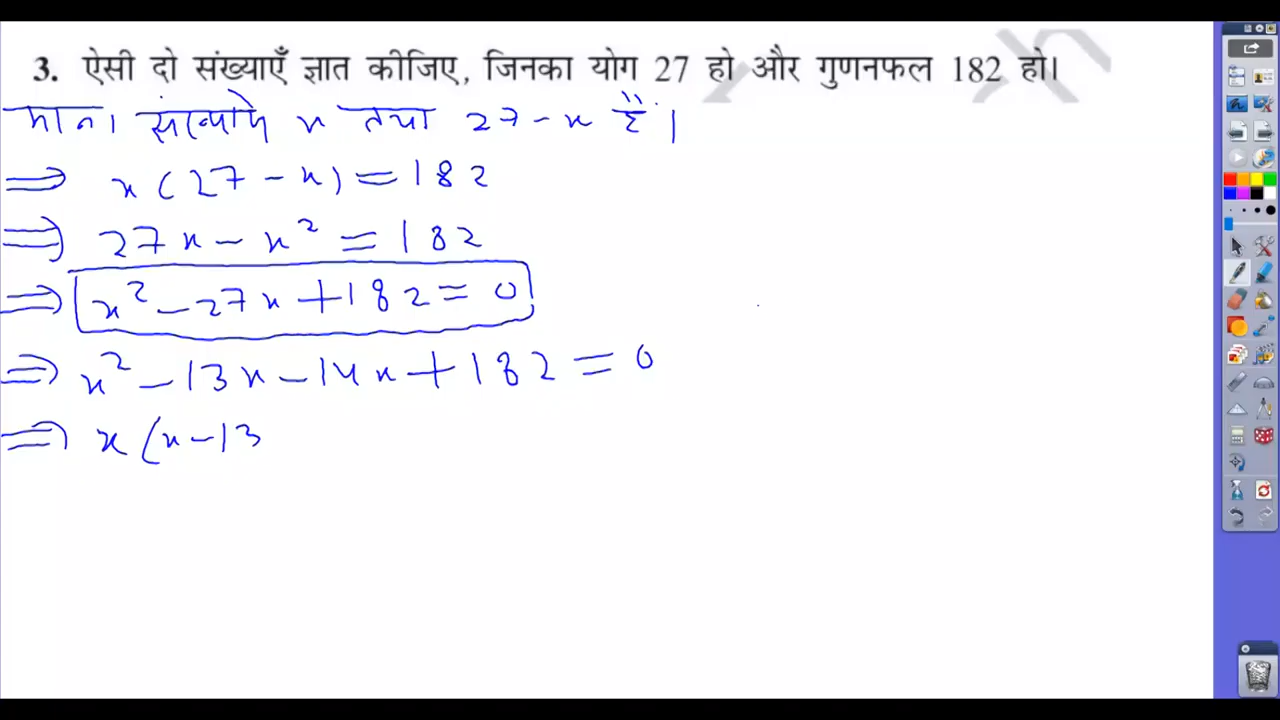 3. ऐसी दो संख्याएँ ज्ञात कीजिए, जिनका योग 27 हो और गुणनफल 182 हो।
माना संख्यायें x तथा 27-x हैं।
⇒ x(27-x)=182
⇒ 27x-x²=182
⇒ x²-27x+182=0
⇒ x²-13x-14x+182=0
⇒ x(x-13